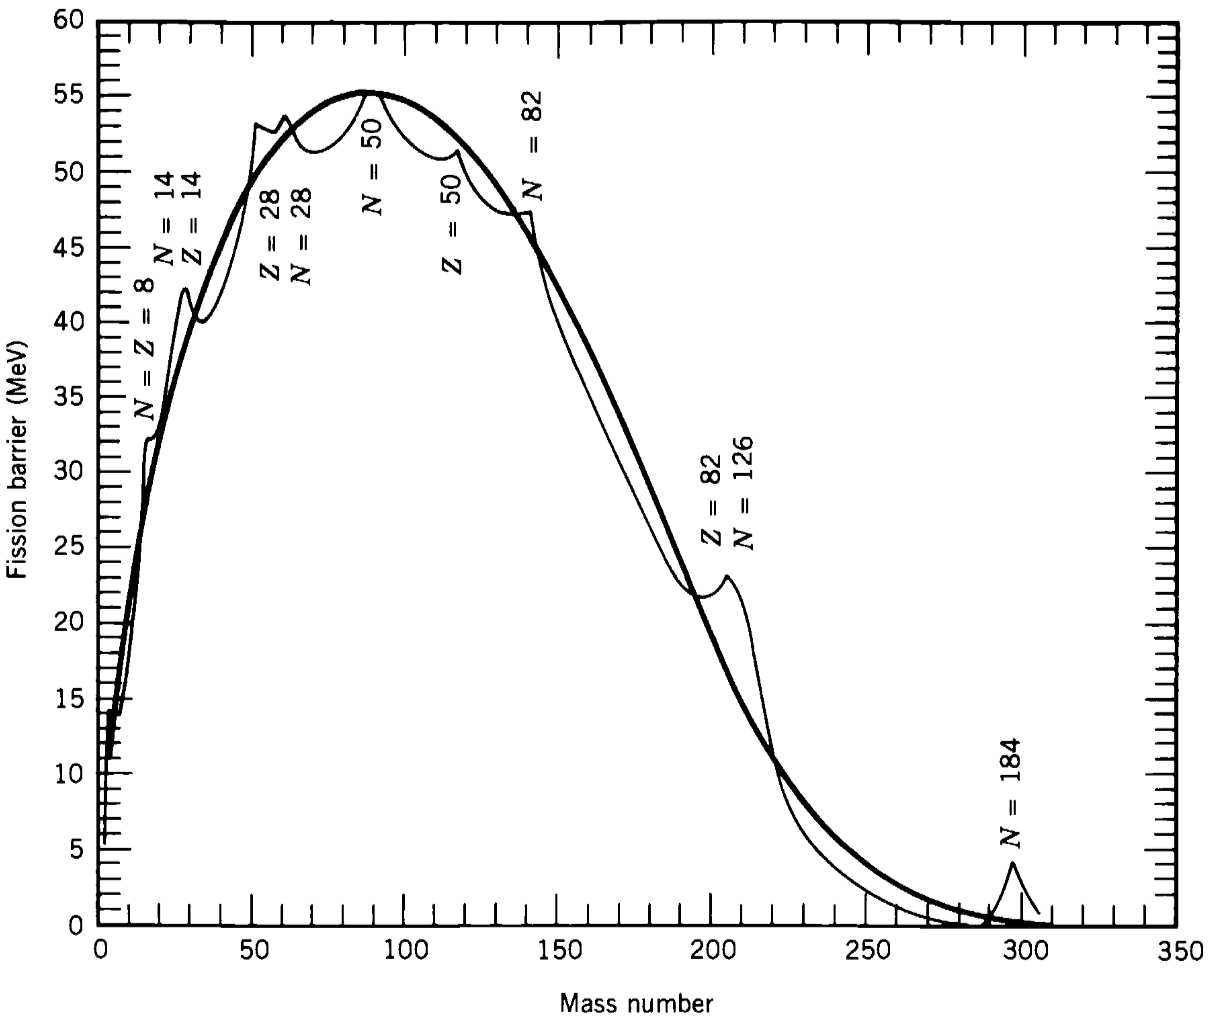 60
55
50
45
40
35
30
25
20
15
10
5
0
Fission barrier (MeV)
N = Z = 8
N = 14
Z = 14
Z = 28
N = 28
N = 50
Z = 50
N = 82
Z = 82
N = 126
N = 184
0 50 100 150 200 250 300 350
Mass number